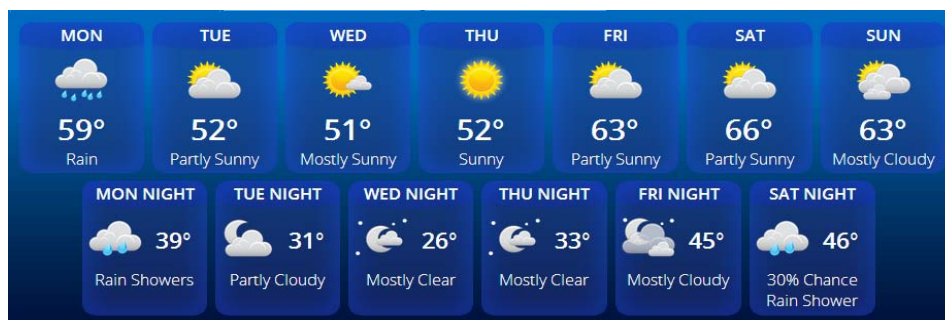 MON TUE WED THU FRI SAT SUN
59° 52° 51° 52° 63° 66° 63°
Rain Partly Sunny Mostly Sunny Sunny Partly Sunny Partly Sunny Mostly Cloudy
MON NIGHT TUE NIGHT WED NIGHT THU NIGHT FRI NIGHT SAT NIGHT
39° 31° 26° 33° 45° 46°
Rain Showers Partly Cloudy Mostly Clear Mostly Clear Mostly Cloudy 30% Chance
Rain Shower